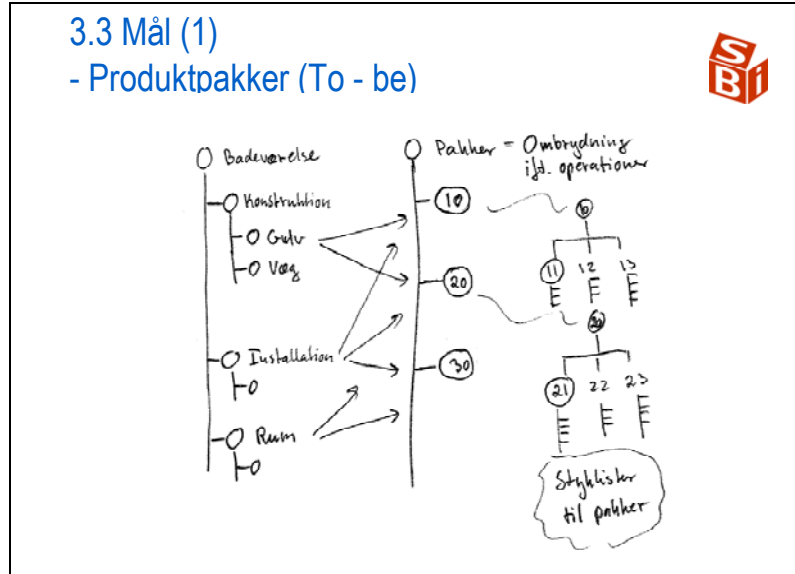 3.3 Mål (1)
- Produktpakker (To - be)
SBi
Badeværelse
Konstruktion
Gulv
Væg
Installation
Rum
Pakker = Ombrydning
ift. operationer
10
20
30
10
11 12 13
20
21 22 23
Styklister
til pakker